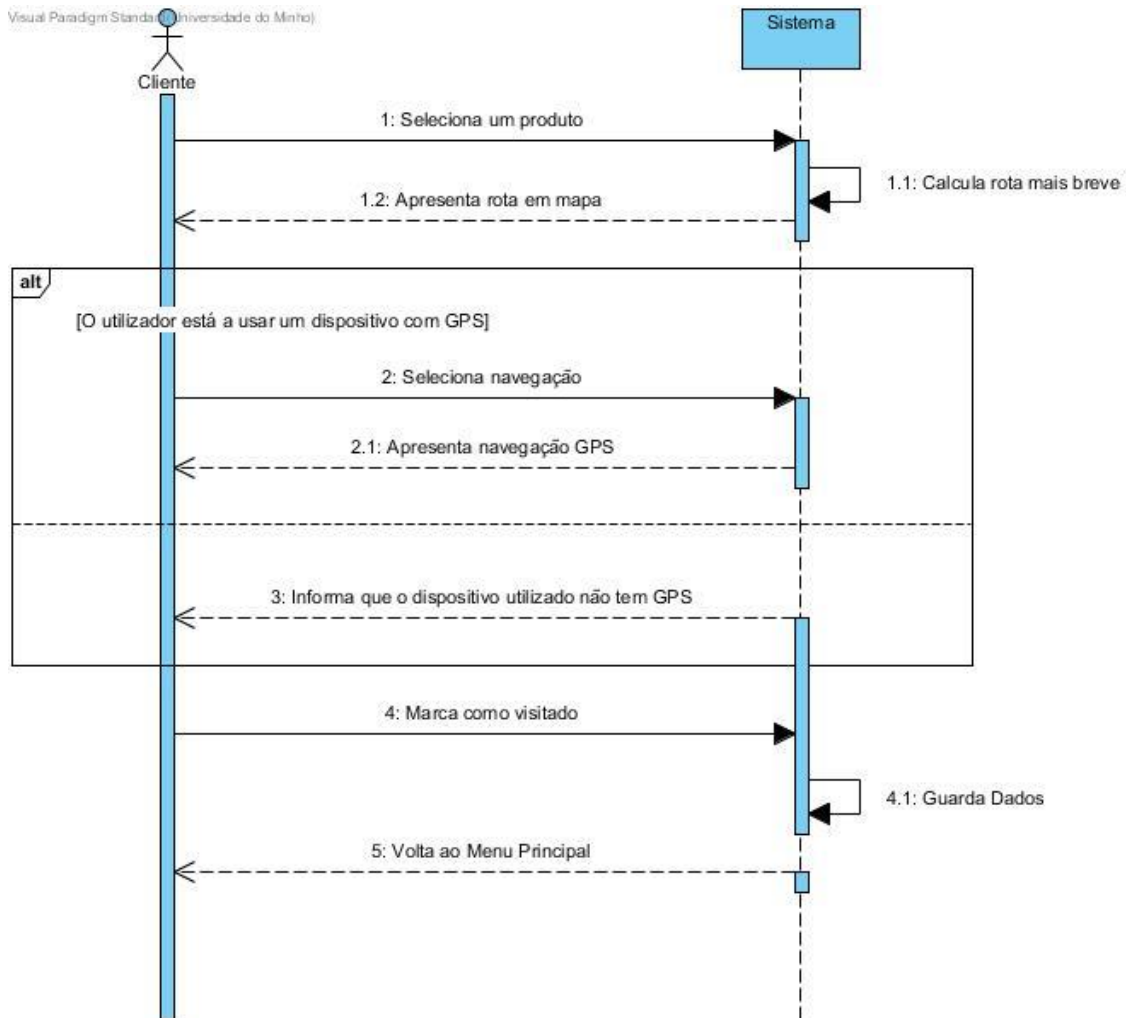 Visual Paradigm Standard(Universidade do Minho)
Sistema
Cliente
1: Seleciona um produto
1.1: Calcula rota mais breve
1.2: Apresenta rota em mapa
alt
[O utilizador está a usar um dispositivo com GPS]
2: Seleciona navegação
2.1: Apresenta navegação GPS
3: Informa que o dispositivo utilizado não tem GPS
4: Marca como visitado
4.1: Guarda Dados
5: Volta ao Menu Principal